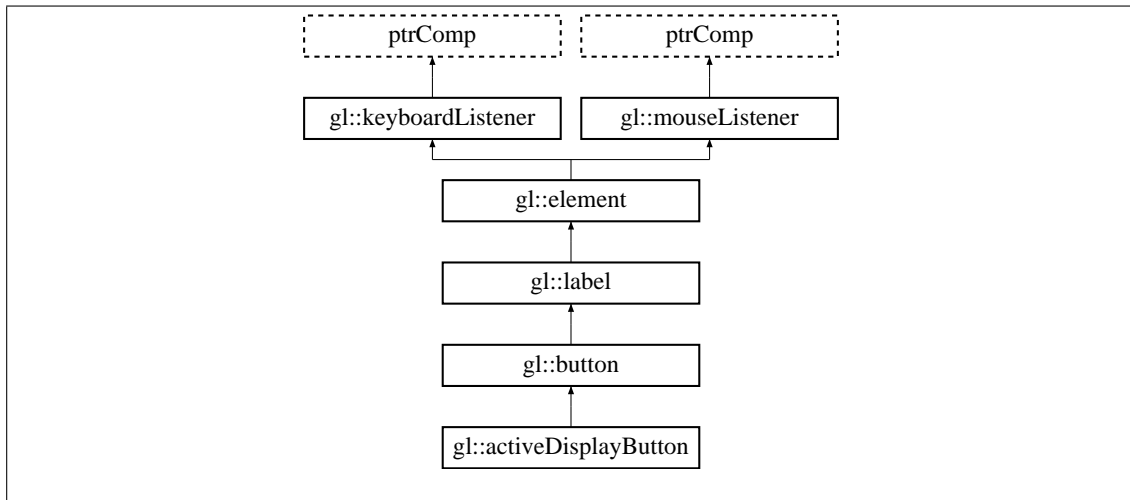 ptrComp
ptrComp
gl::keyboardListener
gl::mouseListener
gl::element
gl::label
gl::button
gl::activeDisplayButton